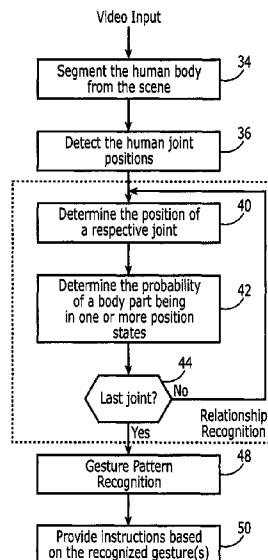 Video Input
34
Segment the human body
from the scene
36
Detect the human joint
positions
40
Determine the position of
a respective joint
42
Determine the probability
of a body part being
in one or more position
states
44
Last joint?
No
Relationship
Recognition
Yes
48
Gesture Pattern
Recognition
50
Provide instructions based
on the recognized gesture(s)